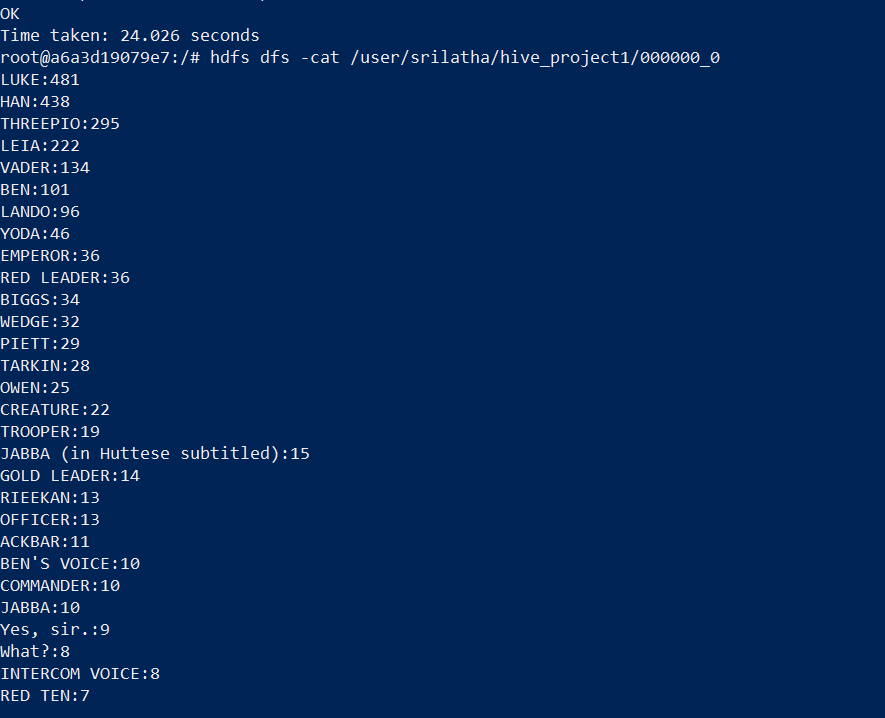 OK
Time taken: 24.026 seconds
root@a6a3d19079e7:/# hdfs dfs -cat /user/srilatha/hive_project1/000000_0
LUKE:481
HAN:438
THREEPIO:295
LEIA:222
VADER:134
BEN:101
LANDO:96
YODA:46
EMPEROR:36
RED LEADER:36
BIGGS:34
WEDGE:32
PIETT:29
TARKIN:28
OWEN:25
CREATURE:22
TROOPER:19
JABBA (in Huttese subtitled):15
GOLD LEADER:14
RIEEKAN:13
OFFICER:13
ACKBAR:11
BEN'S VOICE:10
COMMANDER:10
JABBA:10
Yes, sir.:9
What?:8
INTERCOM VOICE:8
RED TEN:7